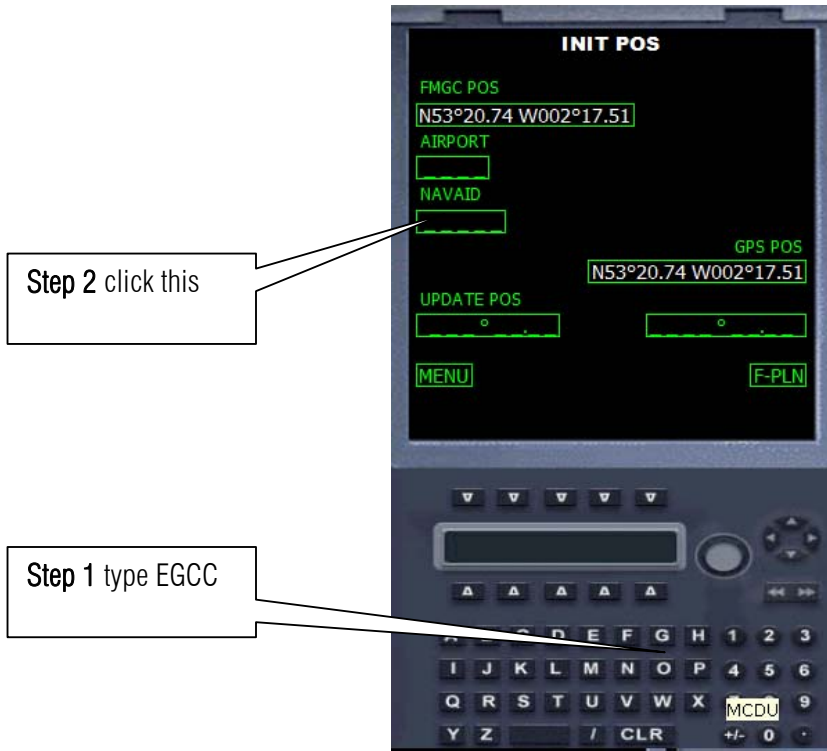 INIT POS
FMGC POS
N53°20.74 W002°17.51
AIRPORT
_ _ _ _
NAVAID
_ _ _ _ _
GPS POS
N53°20.74 W002°17.51
Step 2 click this
UPDATE POS
_ _ _ ° _ _ . _ _ _ _ _ _ ° _ _ . _ _
MENU F-PLN
Step 1 type EGCC
D E F G H 1 2 3
I J K L M N O P 4 5 6
Q R S T U V W X 9
MCDU
Y Z / CLR +/- 0 .